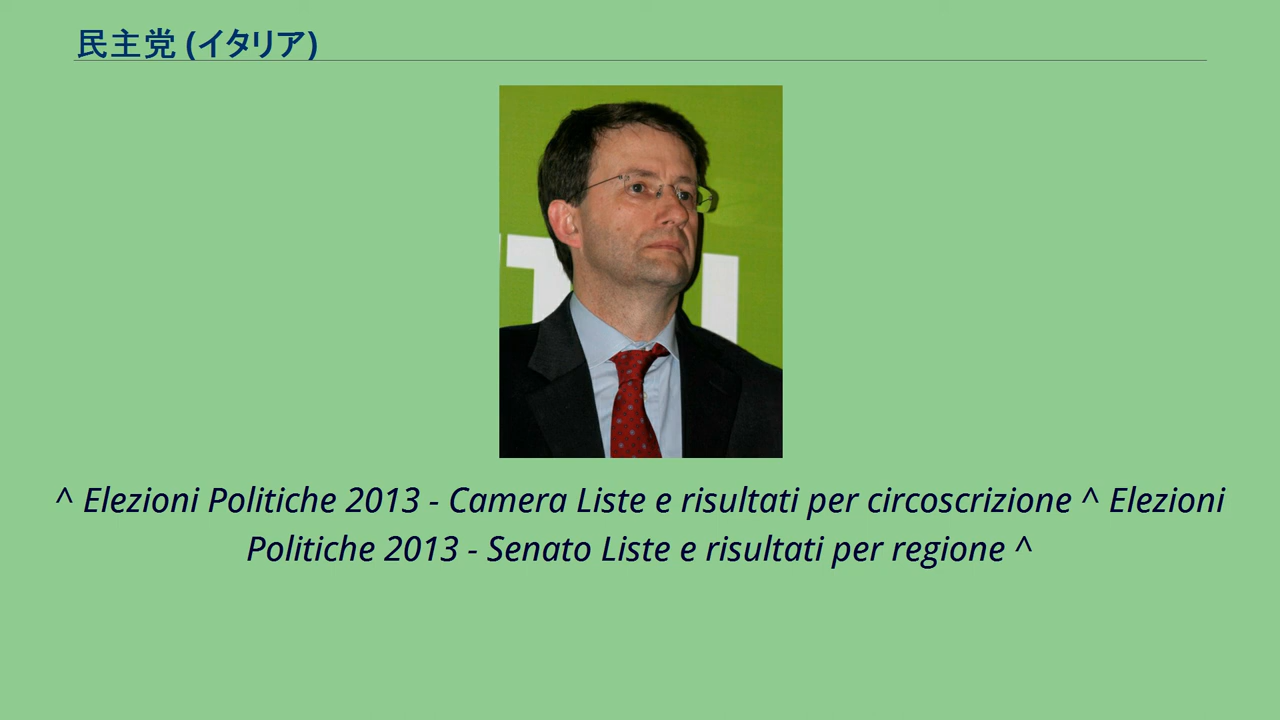 民主党 (イタリア)
^ Elezioni Politiche 2013 - Camera Liste e risultati per circoscrizione ^ Elezioni
Politiche 2013 - Senato Liste e risultati per regione ^